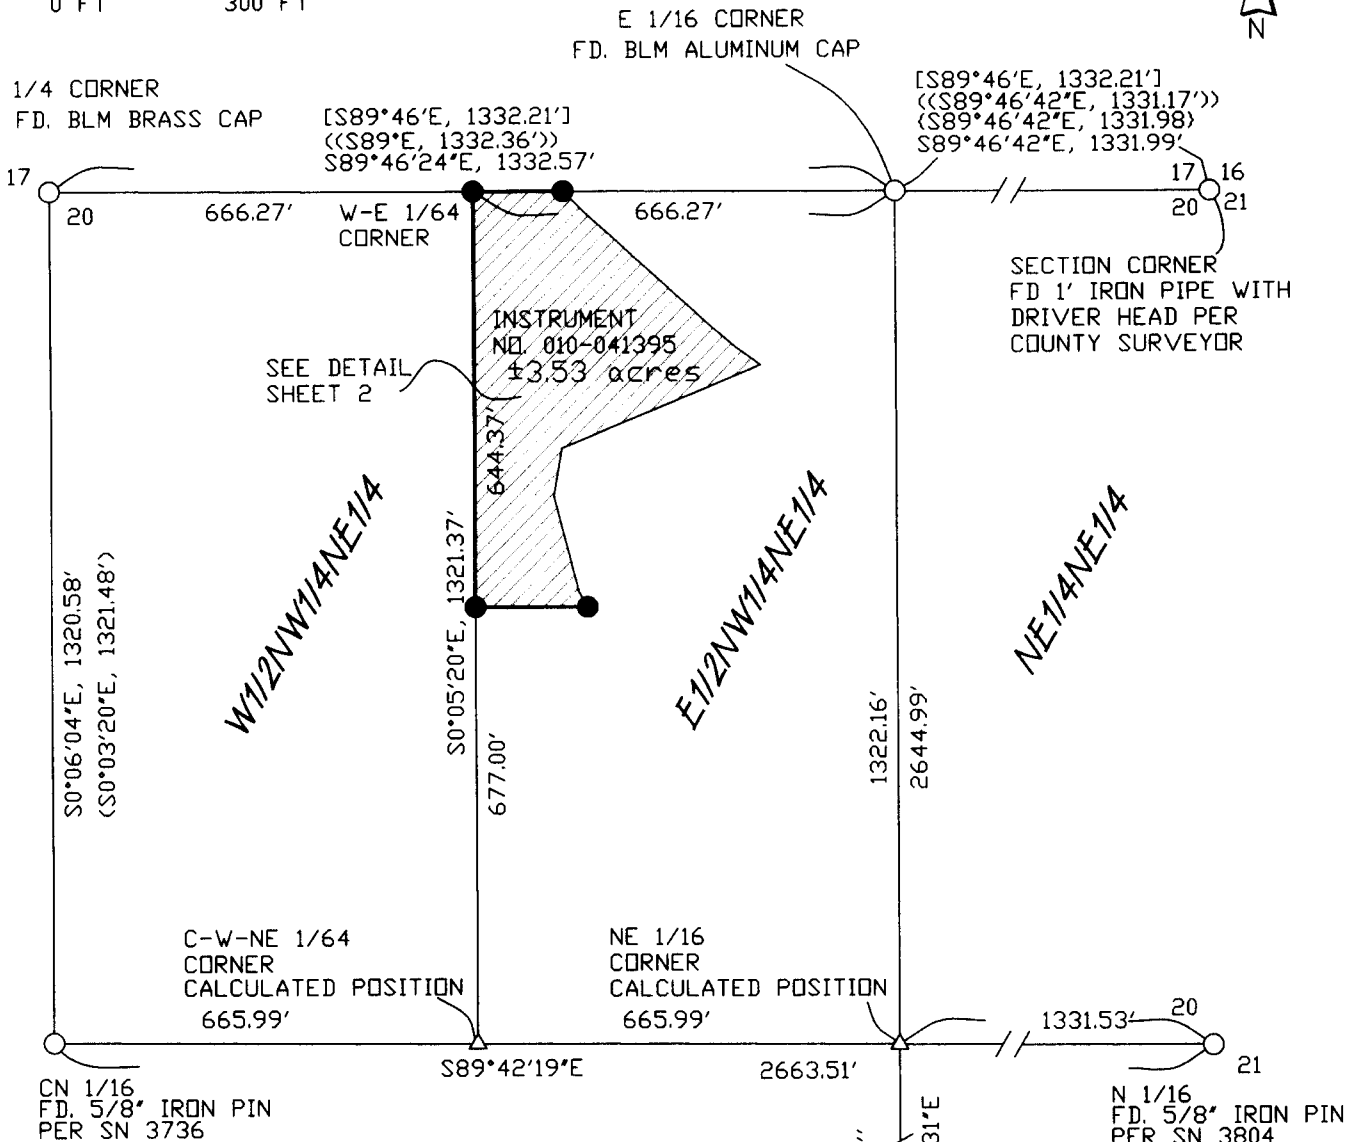 0 FT 300 FT
N
E 1/16 CORNER
FD. BLM ALUMINUM CAP
1/4 CORNER
FD. BLM BRASS CAP
[S89°46'E, 1332.21']
((S89°E, 1332.36'))
S89°46'24"E, 1332.57'
[S89°46'E, 1332.21']
((S89°46'42"E, 1331.17'))
(S89°46'42"E, 1331.98)
S89°46'42"E, 1331.99'
17
20
17 16
20 21
666.27'
W-E 1/64
CORNER
666.27'
SECTION CORNER
FD 1' IRON PIPE WITH
DRIVER HEAD PER
COUNTY SURVEYOR
INSTRUMENT
NO. 010-041395
±3.53 acres
SEE DETAIL
SHEET 2
644.37'
W1/2NW1/4NE1/4
E1/2NW1/4NE1/4
NE1/4NE1/4
S0°06'04"E, 1320.58'
(S0°03'20"E, 1321.48')
S0°05'20"E, 1321.37'
677.00'
1322.16'
2644.99'
C-W-NE 1/64
CORNER
CALCULATED POSITION
665.99'
NE 1/16
CORNER
CALCULATED POSITION
665.99'
1331.53'
20
21
S89°42'19"E
2663.51'
CN 1/16
FD. 5/8" IRON PIN
PER SN 3736
31"E
N 1/16
FD. 5/8" IRON PIN
PER SN 3804